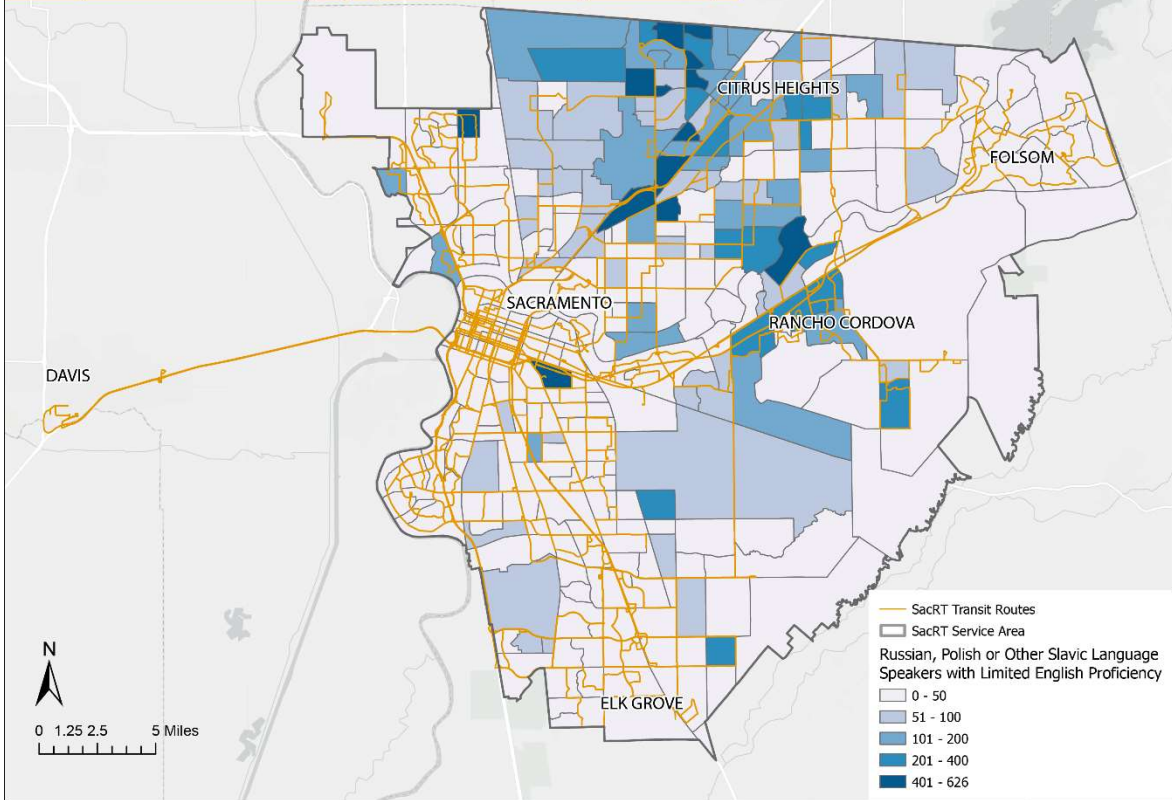 CITRUS HEIGHTS
FOLSOM
SACRAMENTO
RANCHO CORDOVA
DAVIS
ELK GROVE
N
0 1.25 2.5 5 Miles
SacRT Transit Routes
SacRT Service Area
Russian, Polish or Other Slavic Language
Speakers with Limited English Proficiency
0 - 50
51 - 100
101 - 200
201 - 400
401 - 626